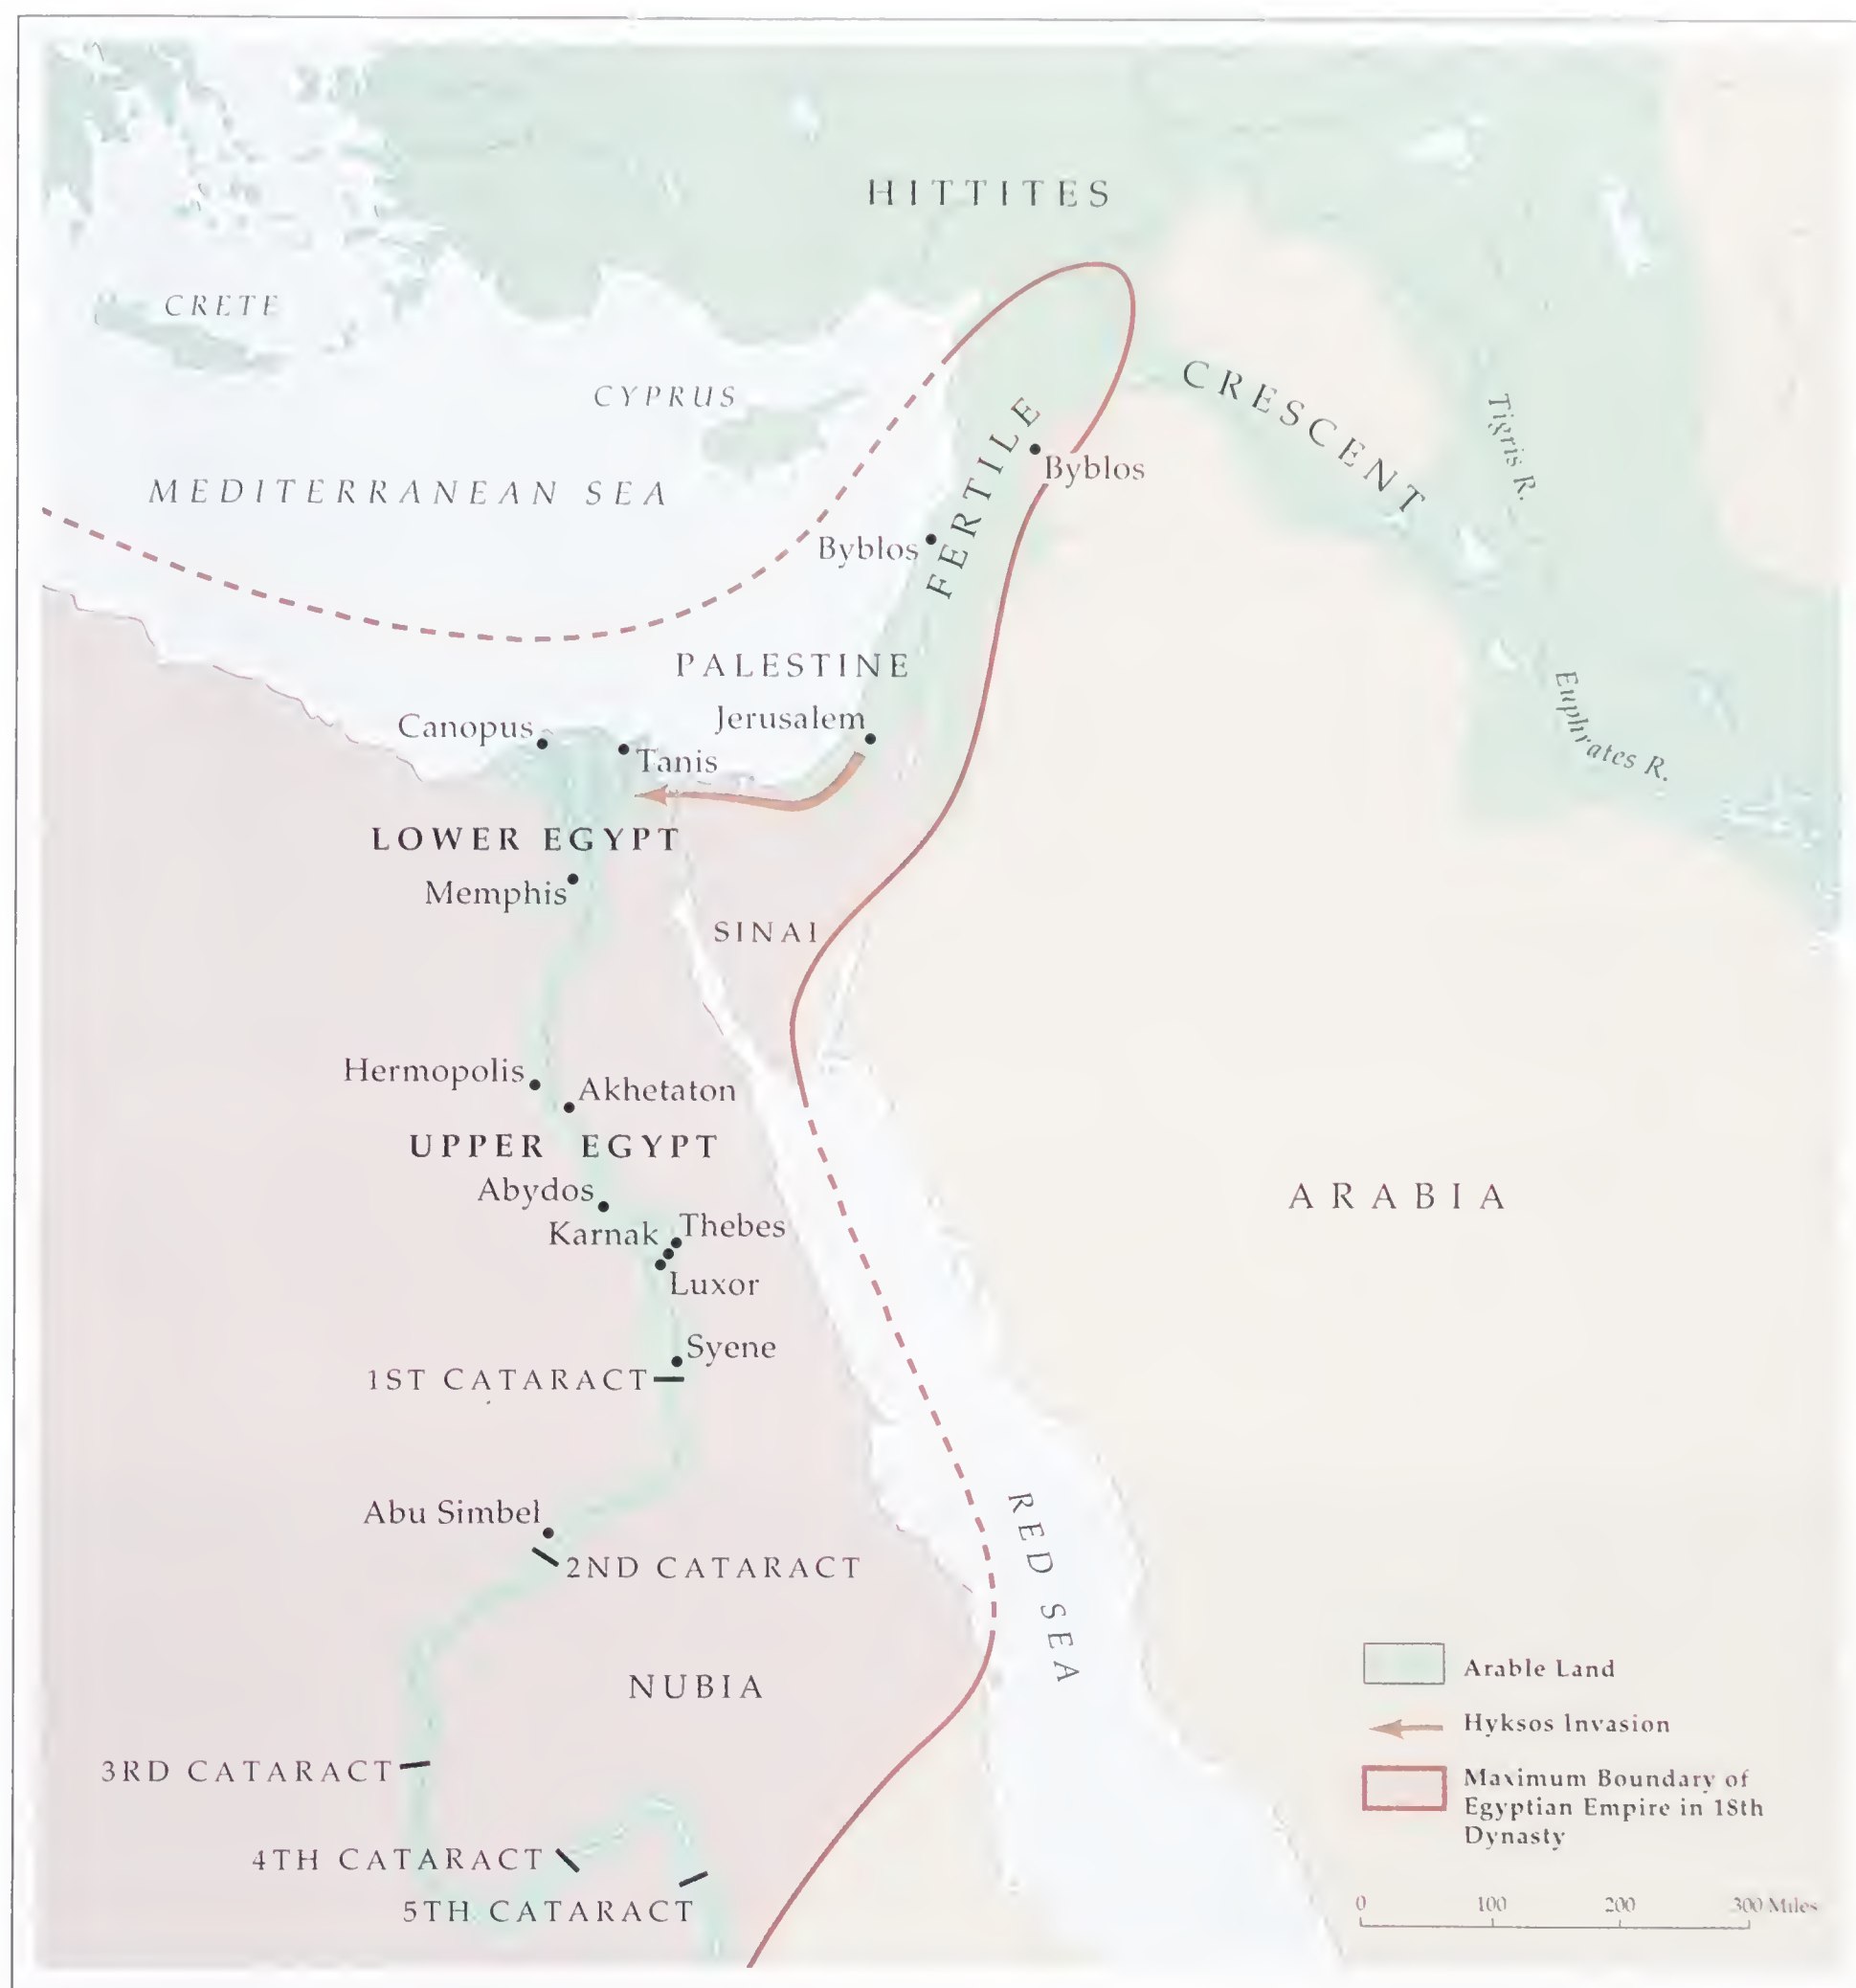 HITTITES
CRETE
CYPRUS
CRESCENT
Tigris R.
FERTILE
Byblos
MEDITERRANEAN SEA
Byblos
PALESTINE
Euphrates R.
Canopus
Jerusalem
Tanis
LOWER EGYPT
Memphis
SINAI
Hermopolis
Akhetaton
UPPER EGYPT
Abydos
ARABIA
Karnak
Thebes
Luxor
Syene
1ST CATARACT
Abu Simbel
2ND CATARACT
RED SEA
NUBIA
3RD CATARACT
4TH CATARACT
5TH CATARACT
Arable Land
Hyksos Invasion
Maximum Boundary of
Egyptian Empire in 18th
Dynasty
0 100 200 300 Miles